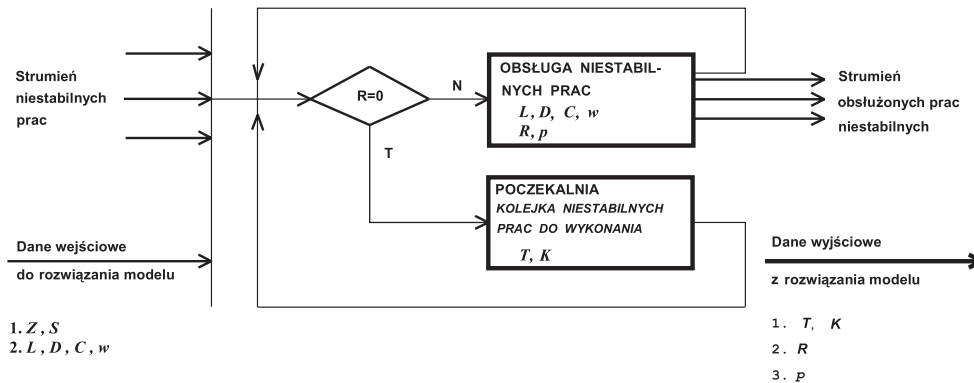 Strumień
niestabilnych
prac
R=0
N
T
OBSŁUGA NIESTABIL-
NYCH PRAC
L, D, C, w
R, p
Strumień
obsłużonych prac
niestabilnych
POCZEKALNIA
KOLEJKA NIESTABILNYCH
PRAC DO WYKONANIA
T, K
Dane wejściowe
do rozwiązania modelu
1. Z, S
2. L, D, C, w
Dane wyjściowe
z rozwiązania modelu
1. T, K
2. R
3. p